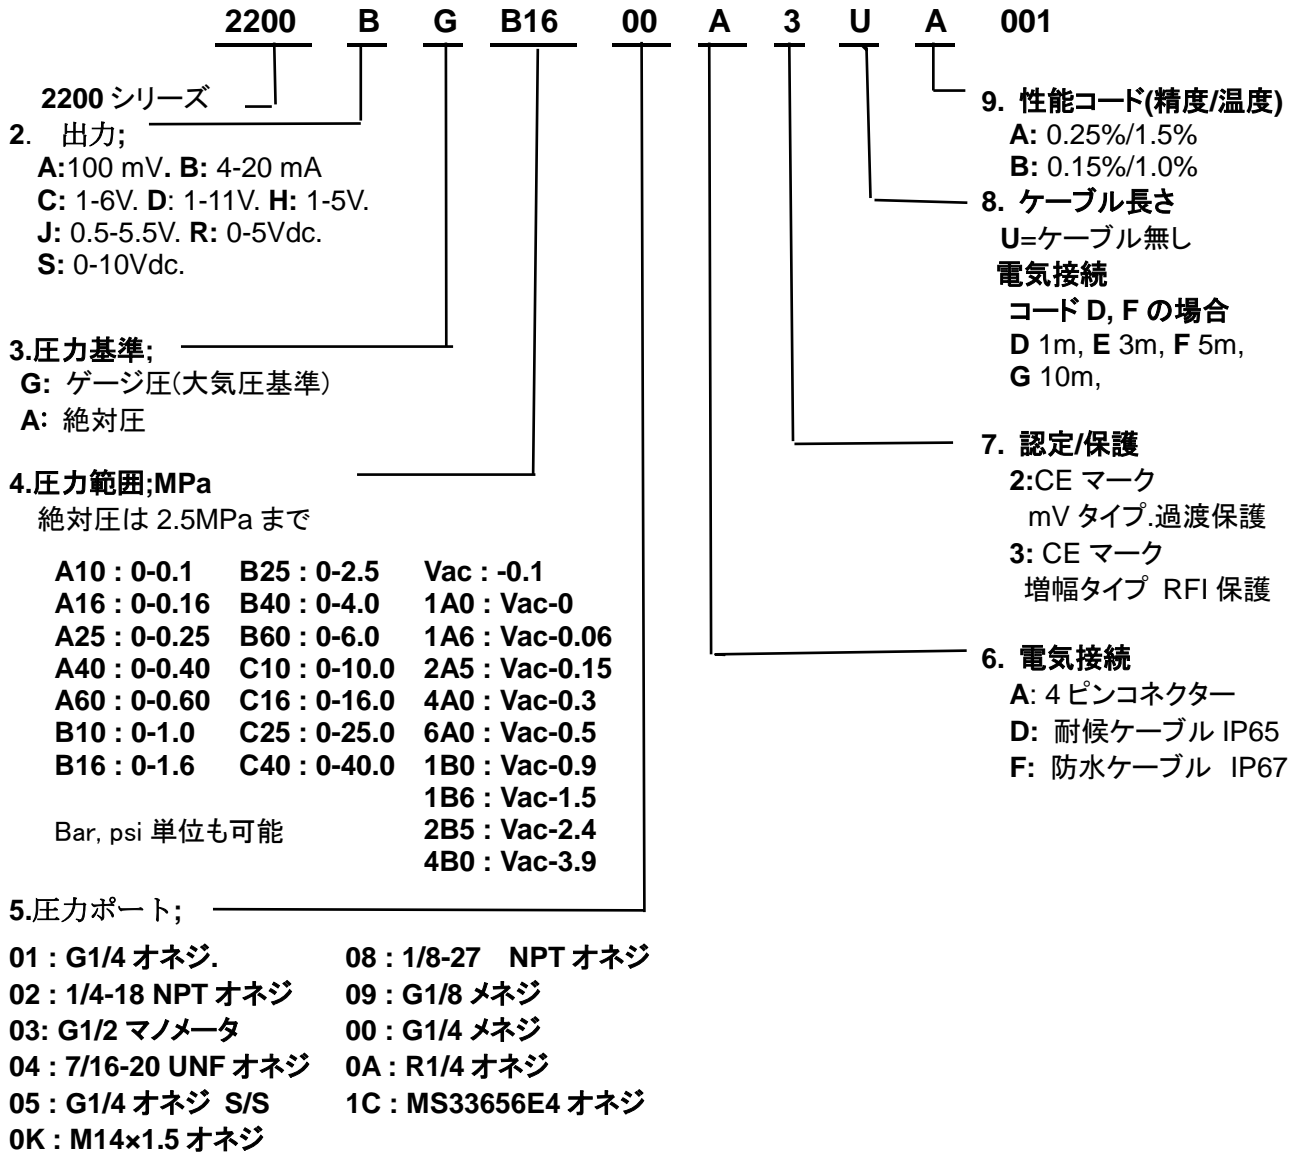 2200 B G B16 00 A 3 U A 001
2200 シリーズ
2. 出力;
A:100 mV. B: 4-20 mA
C: 1-6V. D: 1-11V. H: 1-5V.
J: 0.5-5.5V. R: 0-5Vdc.
S: 0-10Vdc.
3.圧力基準;
G: ゲージ圧(大気圧基準)
A: 絶対圧
4.圧力範囲;MPa
絶対圧は 2.5MPa まで
A10 : 0-0.1 B25 : 0-2.5 Vac : -0.1
A16 : 0-0.16 B40 : 0-4.0 1A0 : Vac-0
A25 : 0-0.25 B60 : 0-6.0 1A6 : Vac-0.06
A40 : 0-0.40 C10 : 0-10.0 2A5 : Vac-0.15
A60 : 0-0.60 C16 : 0-16.0 4A0 : Vac-0.3
B10 : 0-1.0 C25 : 0-25.0 6A0 : Vac-0.5
B16 : 0-1.6 C40 : 0-40.0 1B0 : Vac-0.9
1B6 : Vac-1.5
Bar, psi 単位も可能 2B5 : Vac-2.4
4B0 : Vac-3.9
5.圧力ポート;
01 : G1/4 オネジ. 08 : 1/8-27 NPT オネジ
02 : 1/4-18 NPT オネジ 09 : G1/8 メネジ
03: G1/2 マノメータ 00 : G1/4 メネジ
04 : 7/16-20 UNF オネジ 0A : R1/4 オネジ
05 : G1/4 オネジ S/S 1C : MS33656E4 オネジ
0K : M14×1.5 オネジ
9. 性能コード(精度/温度)
A: 0.25%/1.5%
B: 0.15%/1.0%
8. ケーブル長さ
U=ケーブル無し
電気接続
コード D, F の場合
D 1m, E 3m, F 5m,
G 10m,
7. 認定/保護
2:CE マーク
mV タイプ.過渡保護
3: CE マーク
増幅タイプ RFI 保護
6. 電気接続
A: 4 ピンコネクター
D: 耐候ケーブル IP65
F: 防水ケーブル IP67